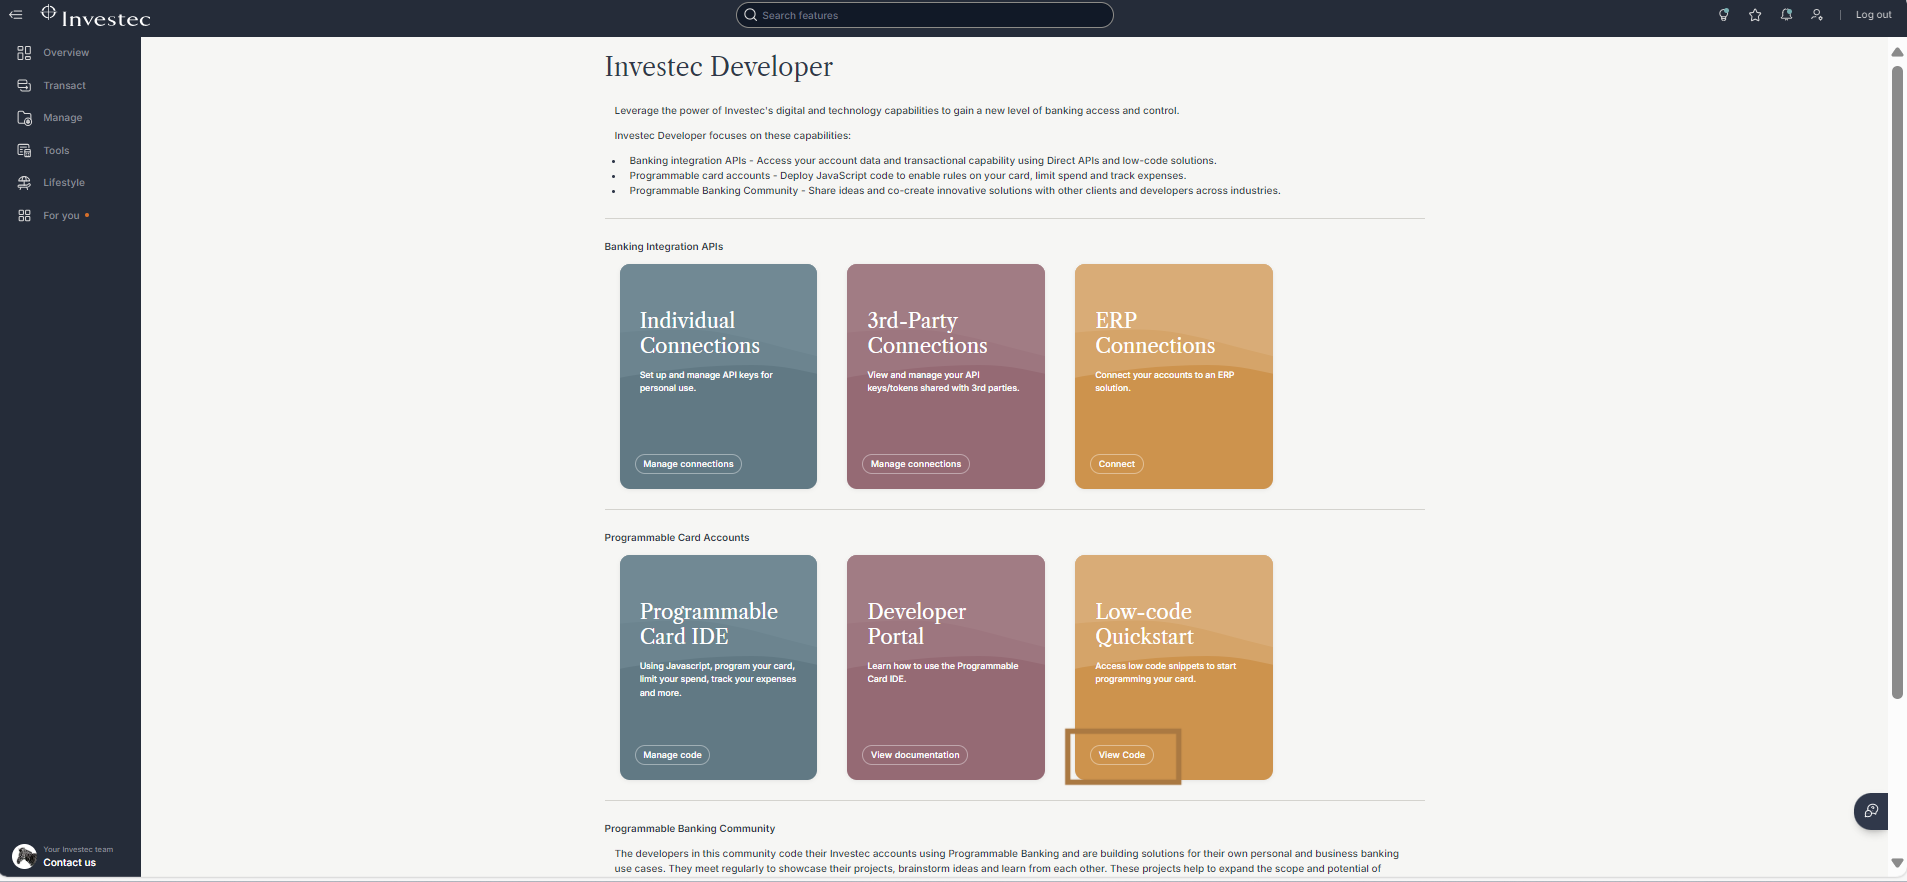 Investec
Search features
Log out
Overview
Transact
Manage
Tools
Lifestyle
For you
Investec Developer
Leverage the power of Investec's digital and technology capabilities to gain a new level of banking access and control.
Investec Developer focuses on these capabilities:
Banking integration APIs - Access your account data and transactional capability using Direct APIs and low-code solutions.
Programmable card accounts - Deploy JavaScript code to enable rules on your card, limit spend and track expenses.
Programmable Banking Community - Share ideas and co-create innovative solutions with other clients and developers across industries.
Banking Integration APIs
Individual
Connections
Set up and manage API keys for
personal use.
Manage connections
3rd-Party
Connections
View and manage your API
keys/tokens shared with 3rd parties.
Manage connections
ERP
Connections
Connect your accounts to an ERP
solution.
Connect
Programmable Card Accounts
Programmable
Card IDE
Using Javascript, program your card,
limit your spend, track your expenses
and more.
Manage code
Developer
Portal
Learn how to use the Programmable
Card IDE.
View documentation
Low-code
Quickstart
Access low code snippets to start
programming your card.
View Code
Programmable Banking Community
The developers in this community code their Investec accounts using Programmable Banking and are building solutions for their own personal and business banking
use cases. They meet regularly to showcase their projects, brainstorm ideas and learn from each other. These projects help to expand the scope and potential of
Your Investec team
Contact us